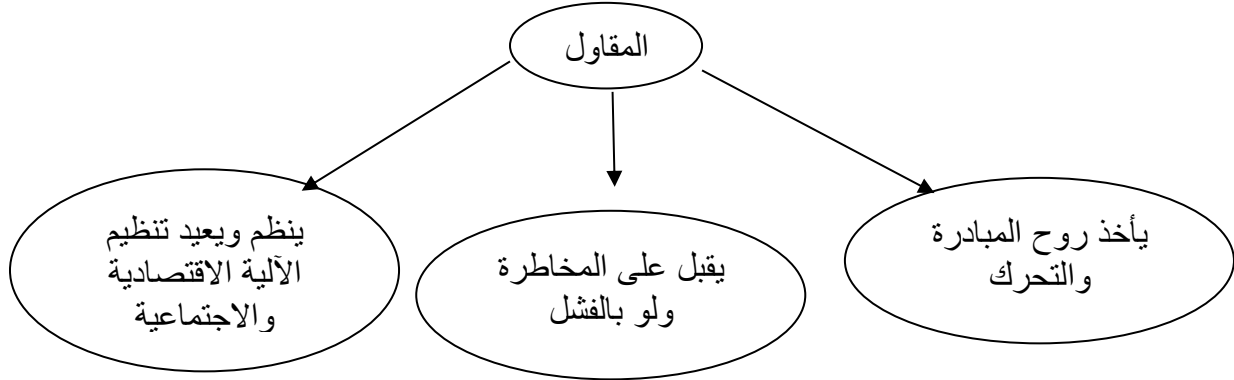 المقاول
يأخذ روح المبادرة
والتحرك
يقبل على المخاطرة
ولو بالفشل
ينظم ويعيد تنظيم
الآلية الاقتصادية
والاجتماعية